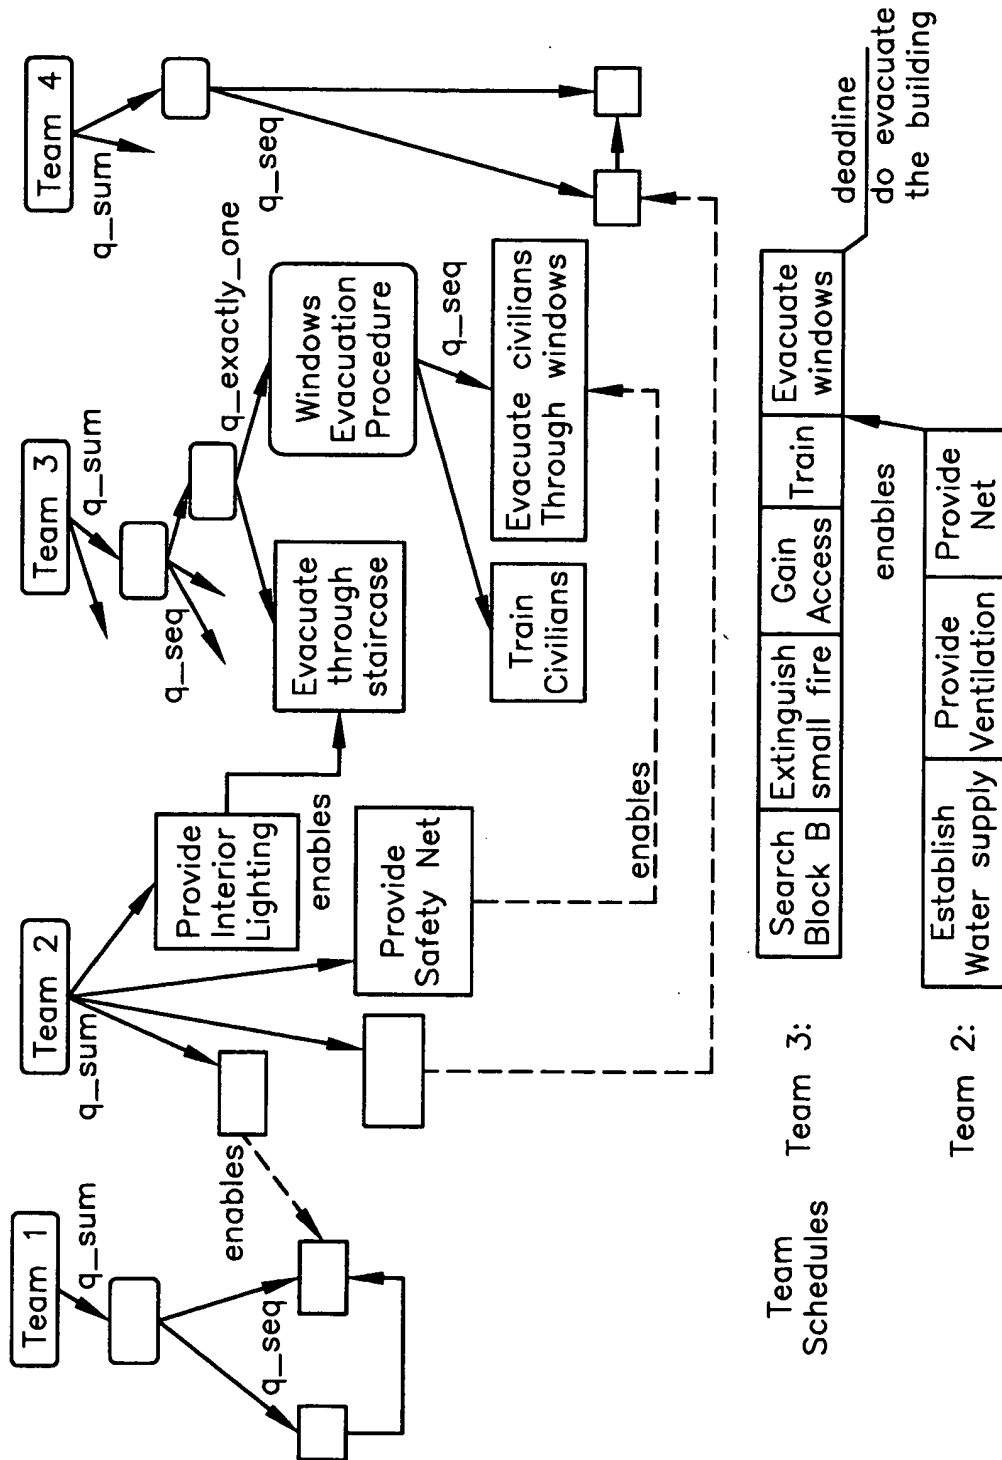 Team 1
q_sum
q_seq
enables
Team 2
q_sum
Provide
Interior
Lighting
enables
Provide
Safety Net
enables
Team 3
q_sum
q_seq
q_exactly_one
Evacuate
through
staircase
Windows
Evacuation
Procedure
q_seq
Train
Civilians
Evacuate civilians
Through windows
Team 4
q_sum
q_seq
Team
Schedules
Team 3:
Search
Block B
Extinguish
small fire
Gain
Access
Train
Evacuate
windows
deadline
do evacuate
the building
enables
Team 2:
Establish
Water supply
Provide
Ventilation
Provide
Net